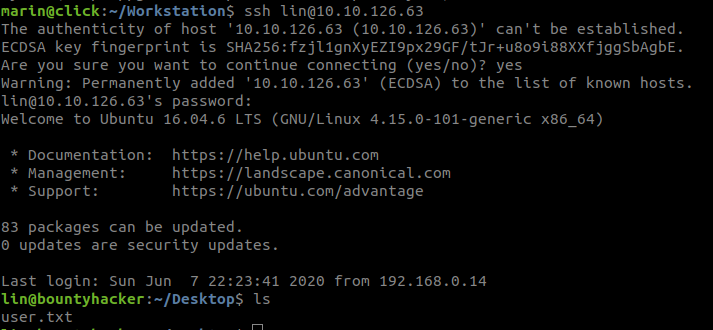 marin@click:~/Workstation$ ssh lin@10.10.126.63
The authenticity of host '10.10.126.63 (10.10.126.63)' can't be established.
ECDSA key fingerprint is SHA256:fzjl1gnXyEZI9px29GF/tJr+u8o9i88XXfjggSbAgbE.
Are you sure you want to continue connecting (yes/no)? yes
Warning: Permanently added '10.10.126.63' (ECDSA) to the list of known hosts.
lin@10.10.126.63's password:
Welcome to Ubuntu 16.04.6 LTS (GNU/Linux 4.15.0-101-generic x86_64)
* Documentation: https://help.ubuntu.com
* Management: https://landscape.canonical.com
* Support: https://ubuntu.com/advantage
83 packages can be updated.
0 updates are security updates.
Last login: Sun Jun 7 22:23:41 2020 from 192.168.0.14
lin@bountyhacker:~/Desktop$ ls
user.txt